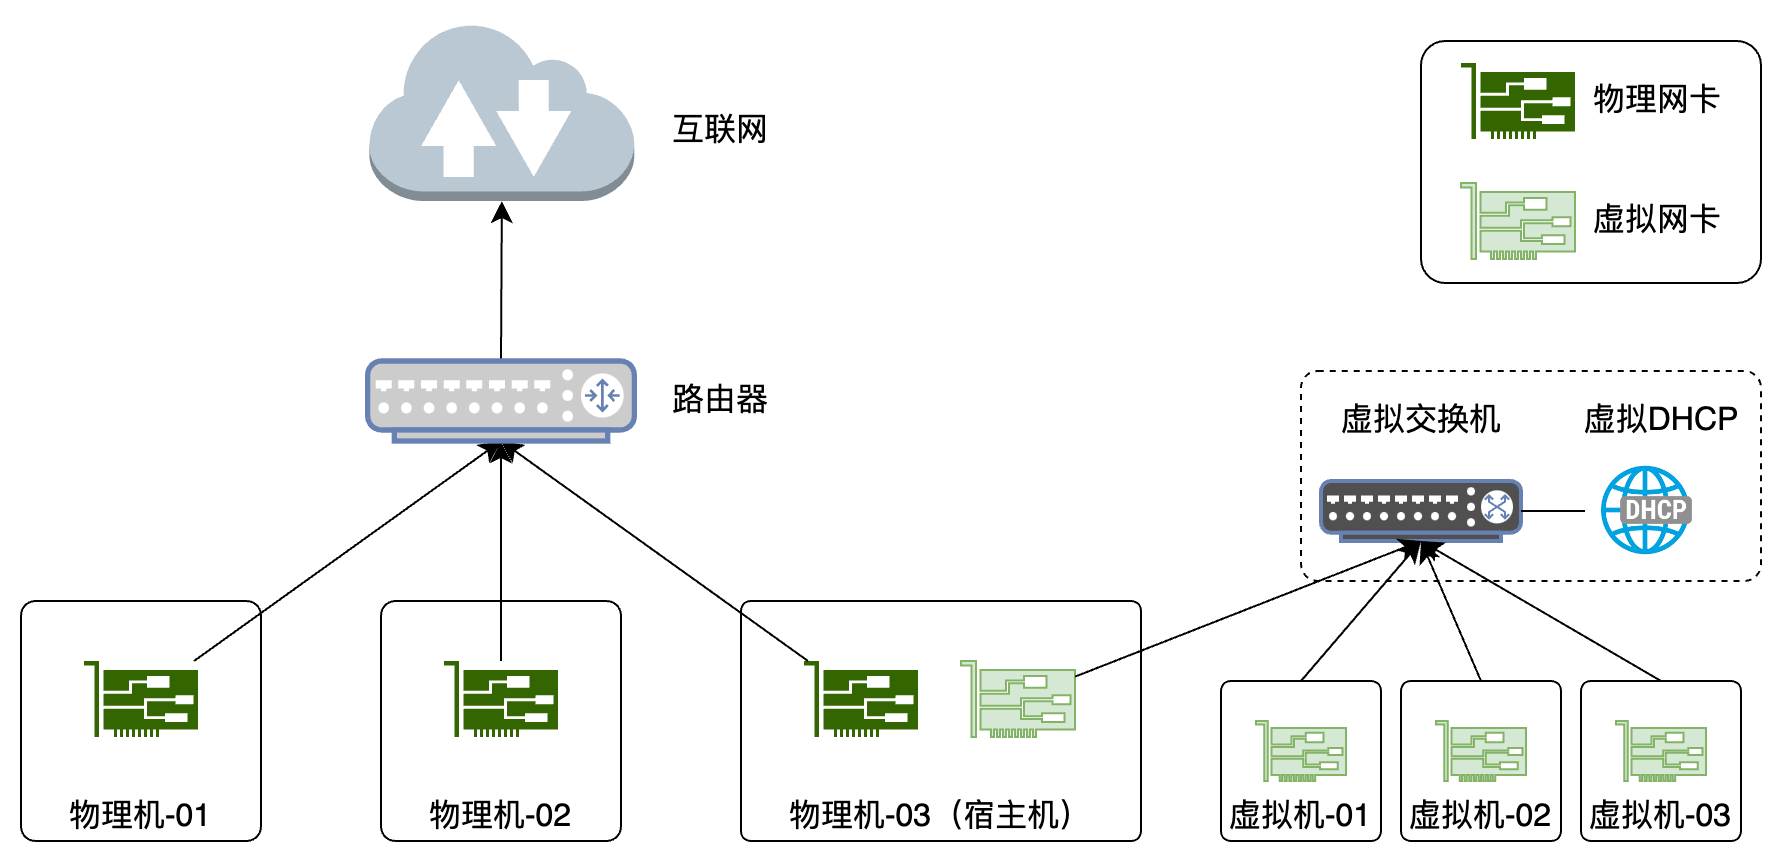 互联网
物理网卡
虚拟网卡
路由器
虚拟交换机
虚拟DHCP
DHCP
物理机-01
物理机-02
物理机-03（宿主机）
虚拟机-01
虚拟机-02
虚拟机-03